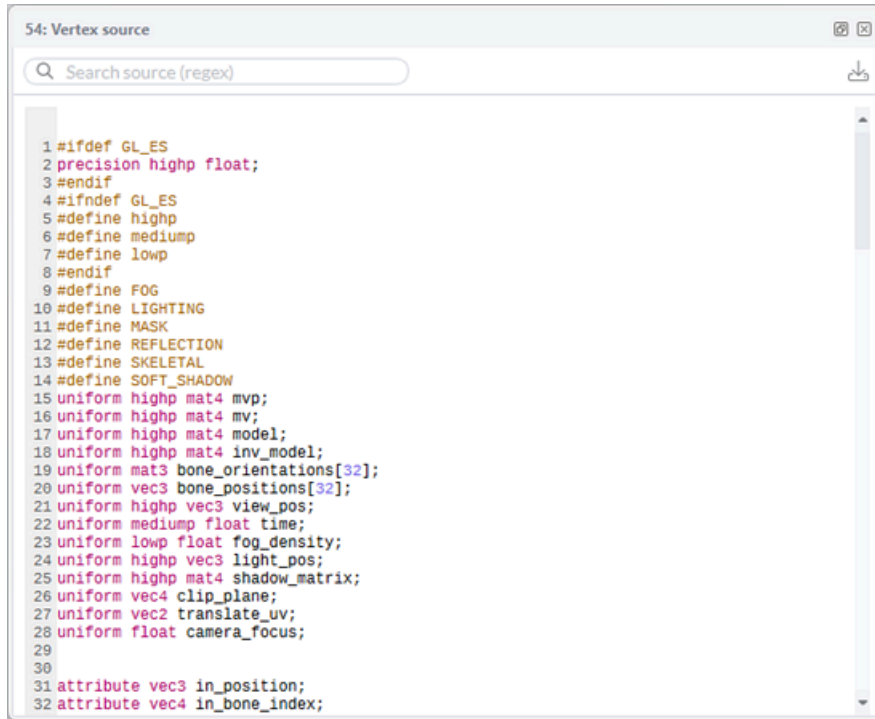 54: Vertex source
Search source (regex)
1 #ifdef GL_ES
2 precision highp float;
3 #endif
4 #ifndef GL_ES
5 #define highp
6 #define mediump
7 #define lowp
8 #endif
9 #define FOG
10 #define LIGHTING
11 #define MASK
12 #define REFLECTION
13 #define SKELETAL
14 #define SOFT_SHADOW
15 uniform highp mat4 mvp;
16 uniform highp mat4 mv;
17 uniform highp mat4 model;
18 uniform highp mat4 inv_model;
19 uniform mat3 bone_orientations[32];
20 uniform vec3 bone_positions[32];
21 uniform highp vec3 view_pos;
22 uniform mediump float time;
23 uniform lowp float fog_density;
24 uniform highp vec3 light_pos;
25 uniform highp mat4 shadow_matrix;
26 uniform vec4 clip_plane;
27 uniform vec2 translate_uv;
28 uniform float camera_focus;
29
30
31 attribute vec3 in_position;
32 attribute vec4 in_bone_index;